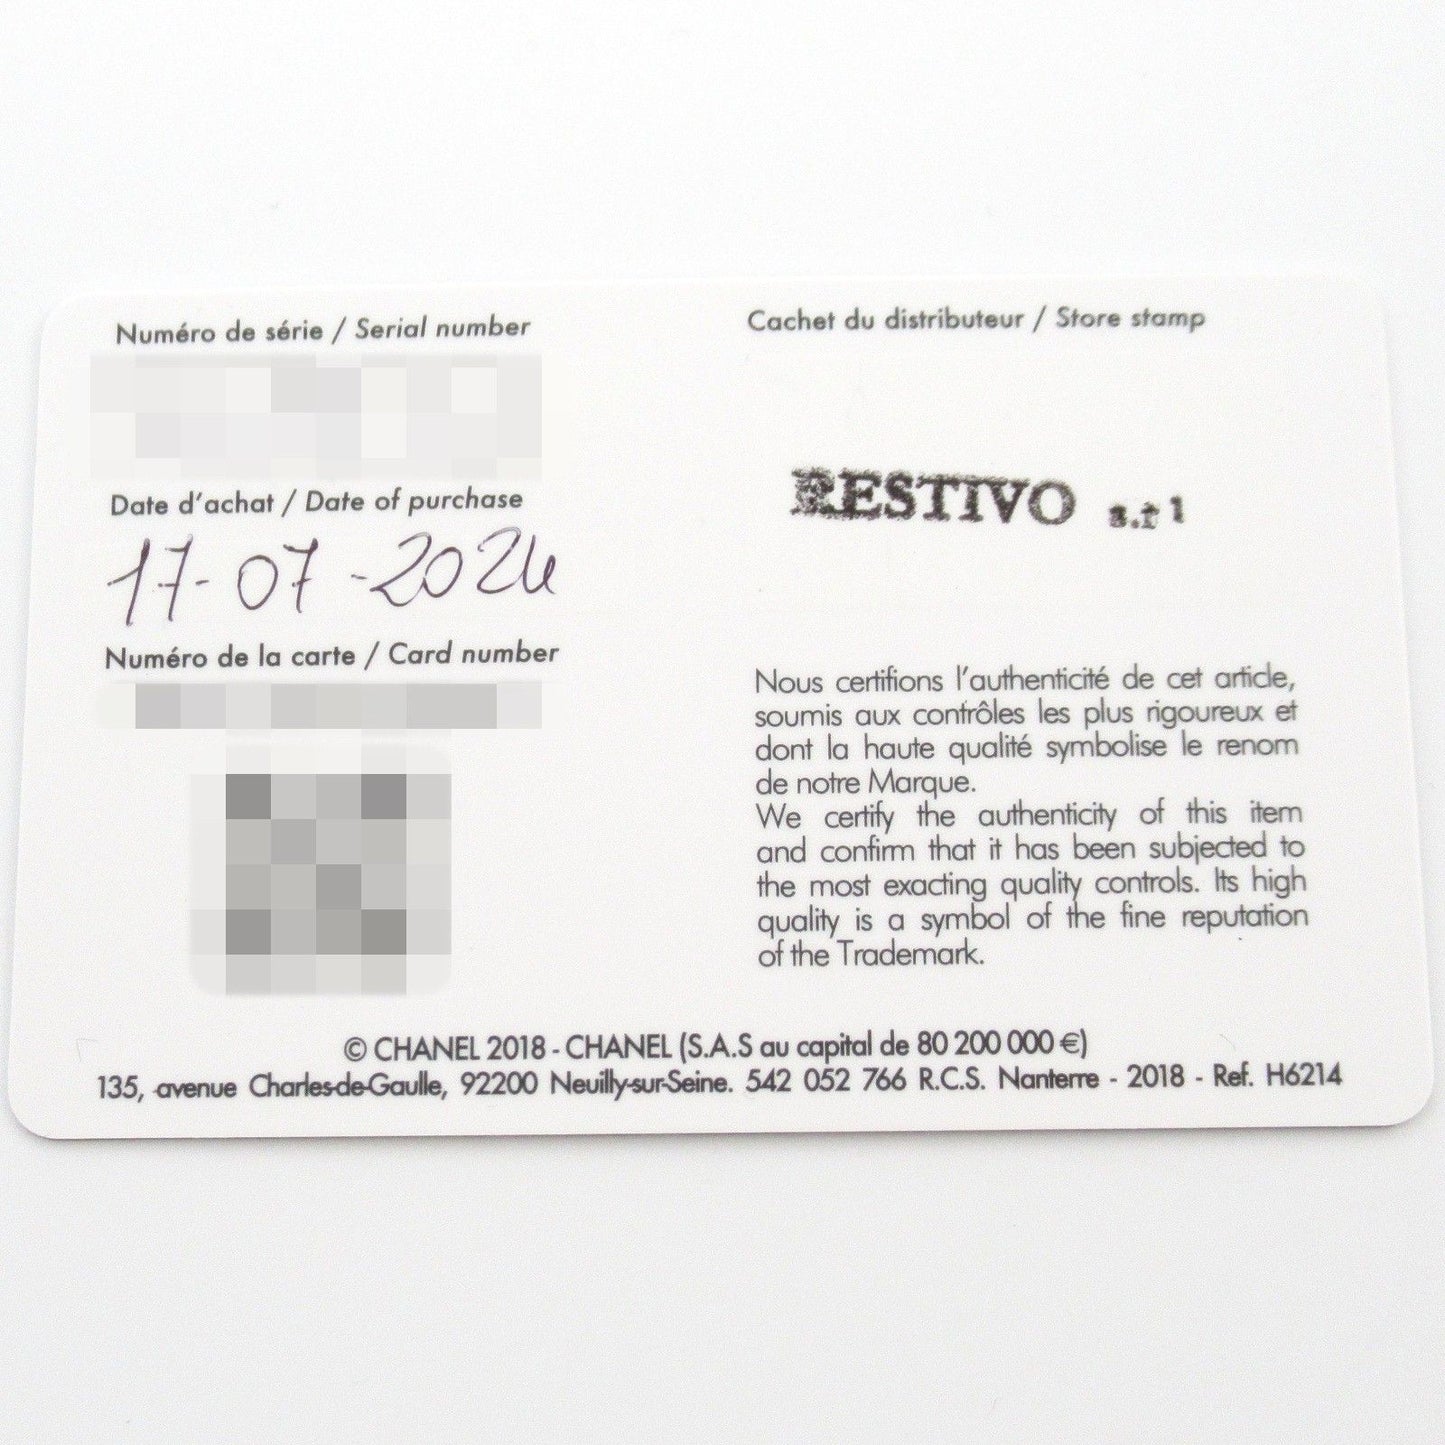 Numéro de série / Serial number
Date d'achat / Date of purchase
17-07-2024
Numéro de la carte / Card number
Cachet du distributeur / Store stamp
RESTIVO s.r l
Nous certifions l'authenticité de cet article,
soumis aux contrôles les plus rigoureux et
dont la haute qualité symbolise le renom
de notre Marque.
We certify the authenticity of this item
and confirm that it has been subjected to
the most exacting quality controls. Its high
quality is a symbol of the fine reputation
of the Trademark.
© CHANEL 2018 - CHANEL (S.A.S au capital de 80 200 000 €)
135, avenue Charles-de-Gaulle, 92200 Neuilly-sur-Seine. 542 052 766 R.C.S. Nanterre - 2018 - Ref. H6214